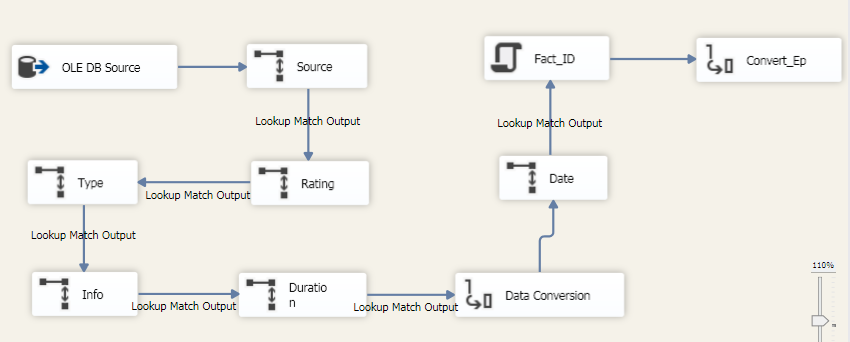 OLE DB Source
Source
Lookup Match Output
Rating
Lookup Match Output
Type
Lookup Match Output
Info
Lookup Match Output
Duratio
n
Lookup Match Output
Data Conversion
Date
Lookup Match Output
Fact_ID
Convert_Ep
110%